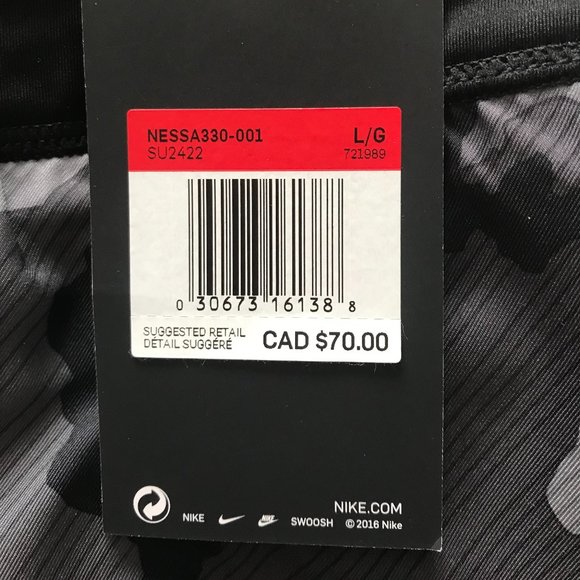 NESSA330-001 L/G
SU2422 721989
0 30673 16138 8
SUGGESTED RETAIL
DÉTAIL SUGGÉRÉ
CAD $70.00
NIKE.COM
NIKE NIKE SWOOSH © 2016 Nike